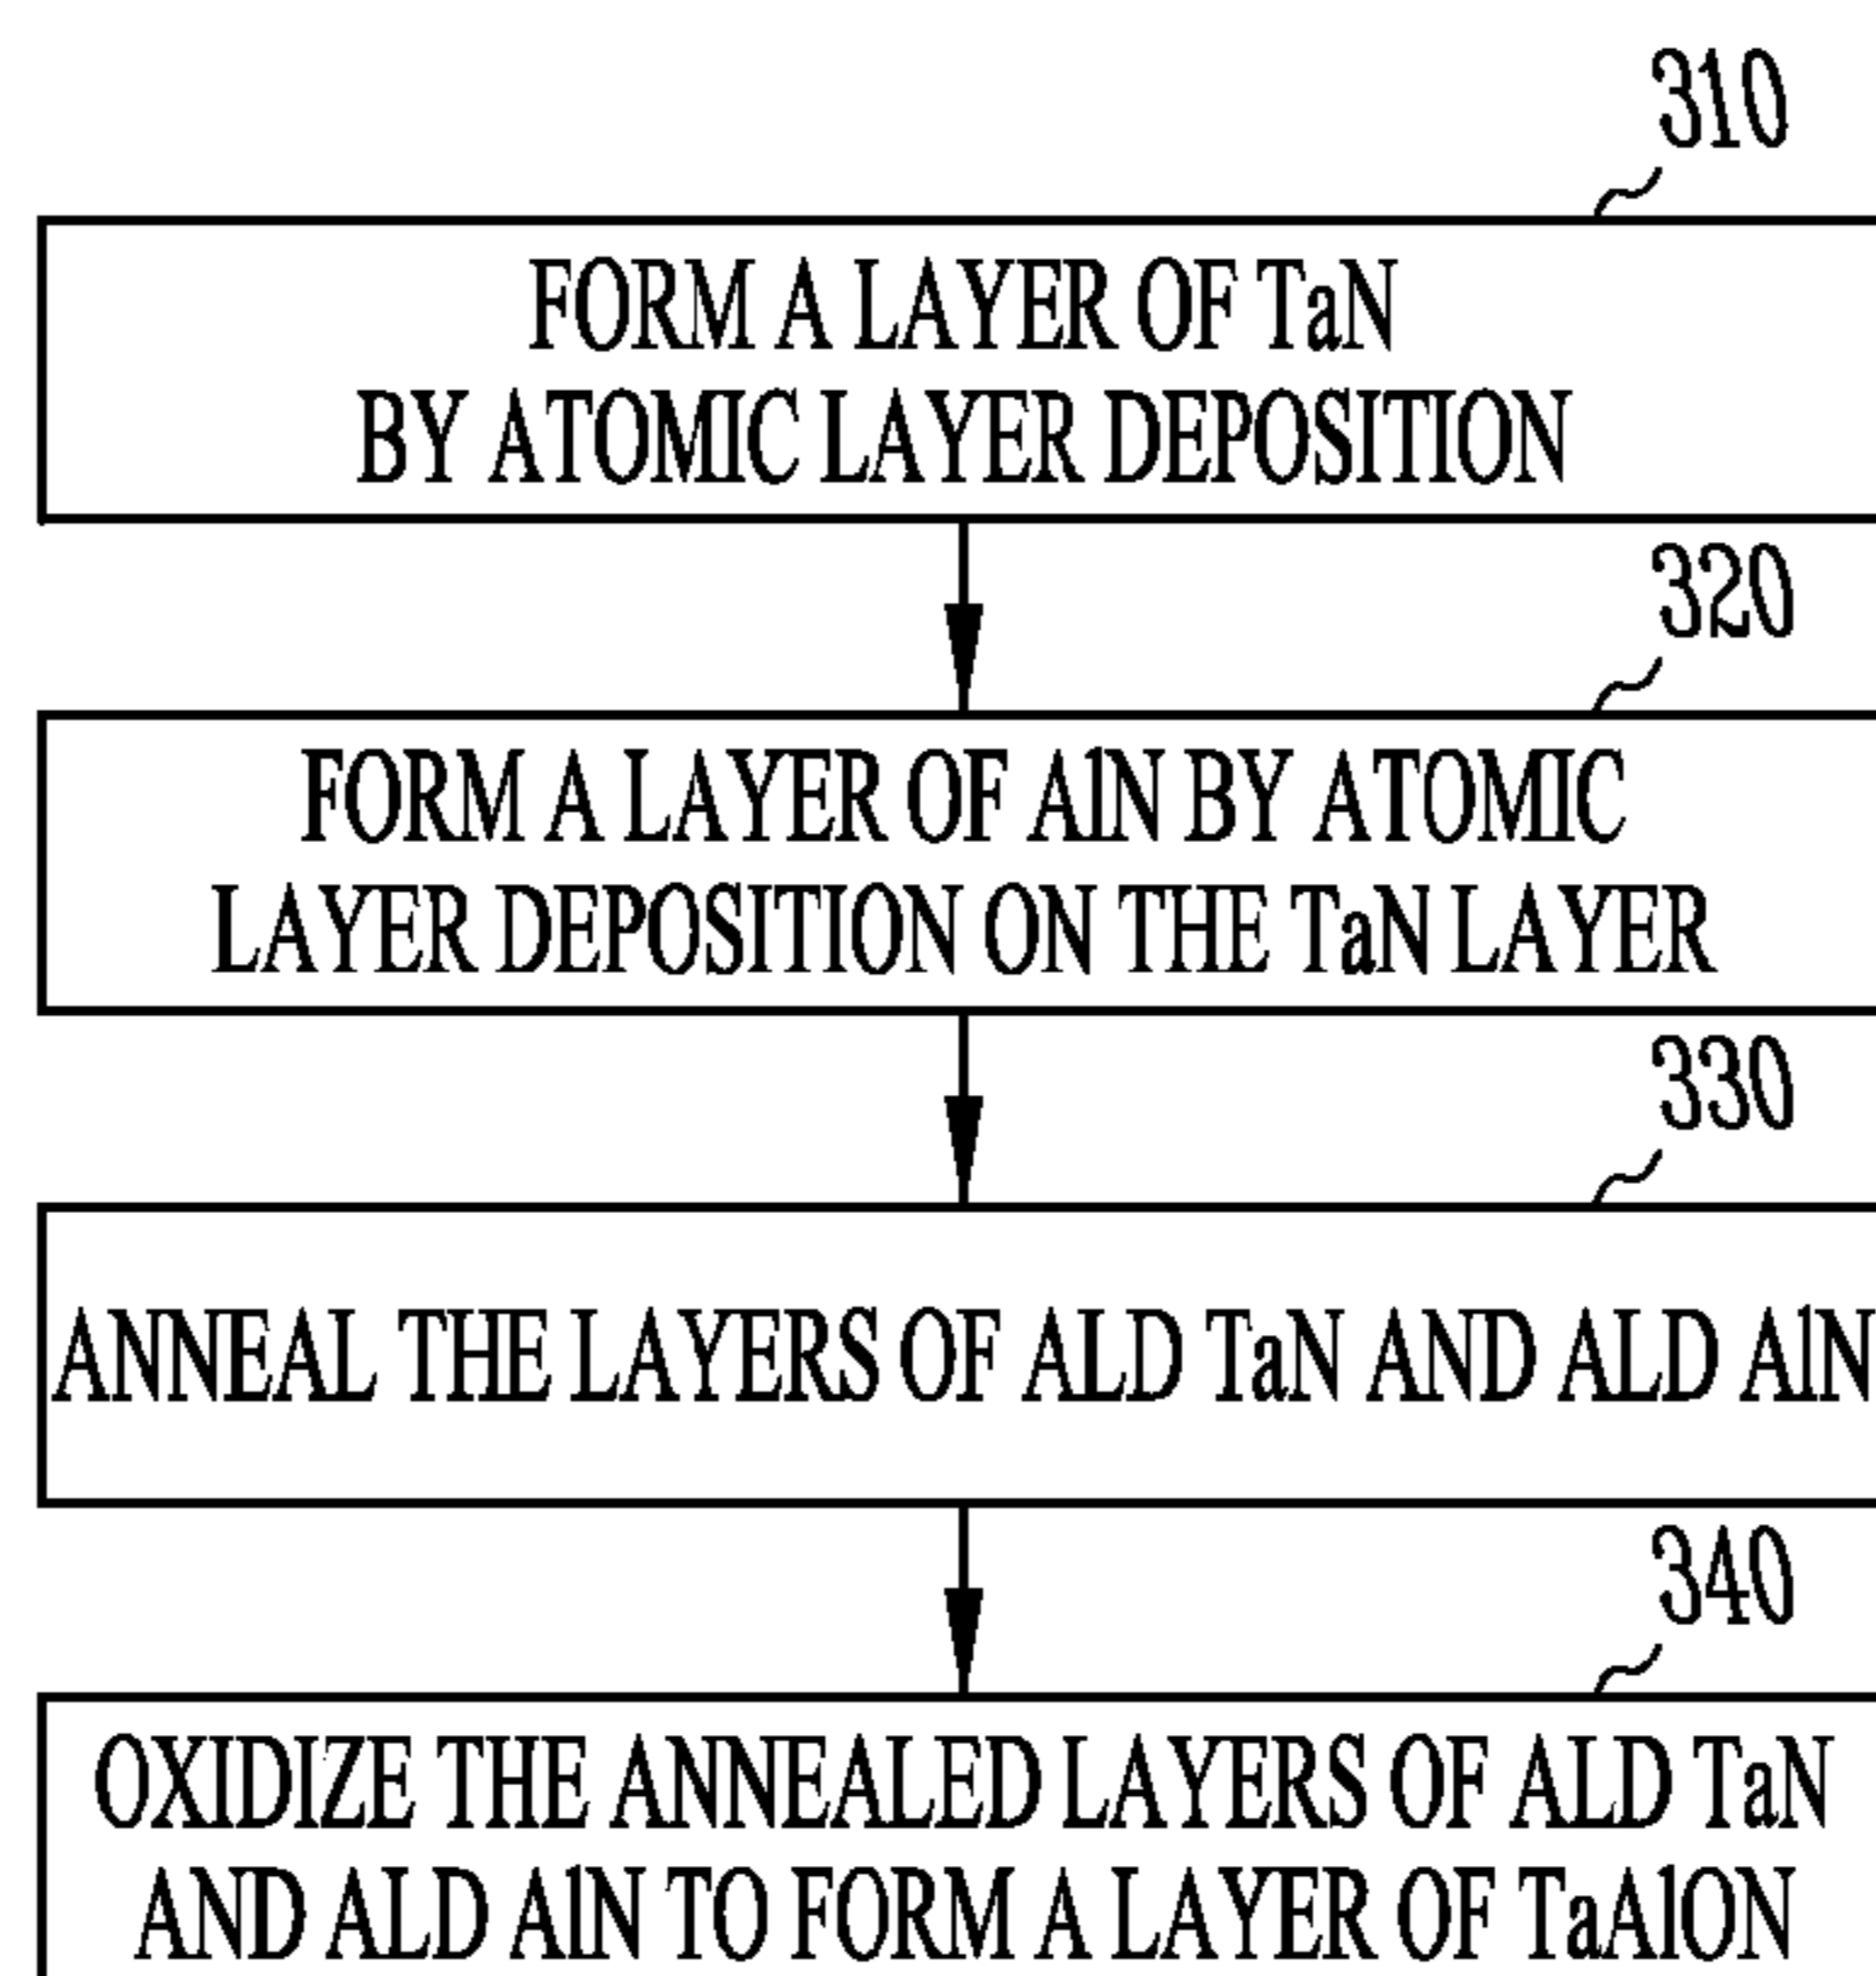 310
FORM A LAYER OF TaN
BY ATOMIC LAYER DEPOSITION
320
FORM A LAYER OF AlN BY ATOMIC
LAYER DEPOSITION ON THE TaN LAYER
330
ANNEAL THE LAYERS OF ALD TaN AND ALD AlN
340
OXIDIZE THE ANNEALED LAYERS OF ALD TaN
AND ALD AlN TO FORM A LAYER OF TaAlON